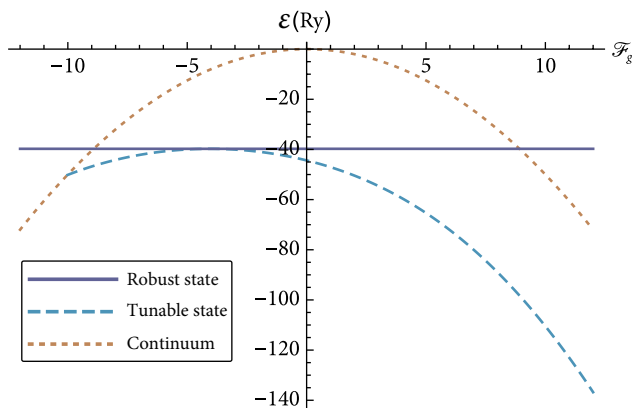 ε(Ry)
ℱg
−10
−5
5
10
−20
−40
−60
−80
−100
−120
−140
Robust state
Tunable state
Continuum